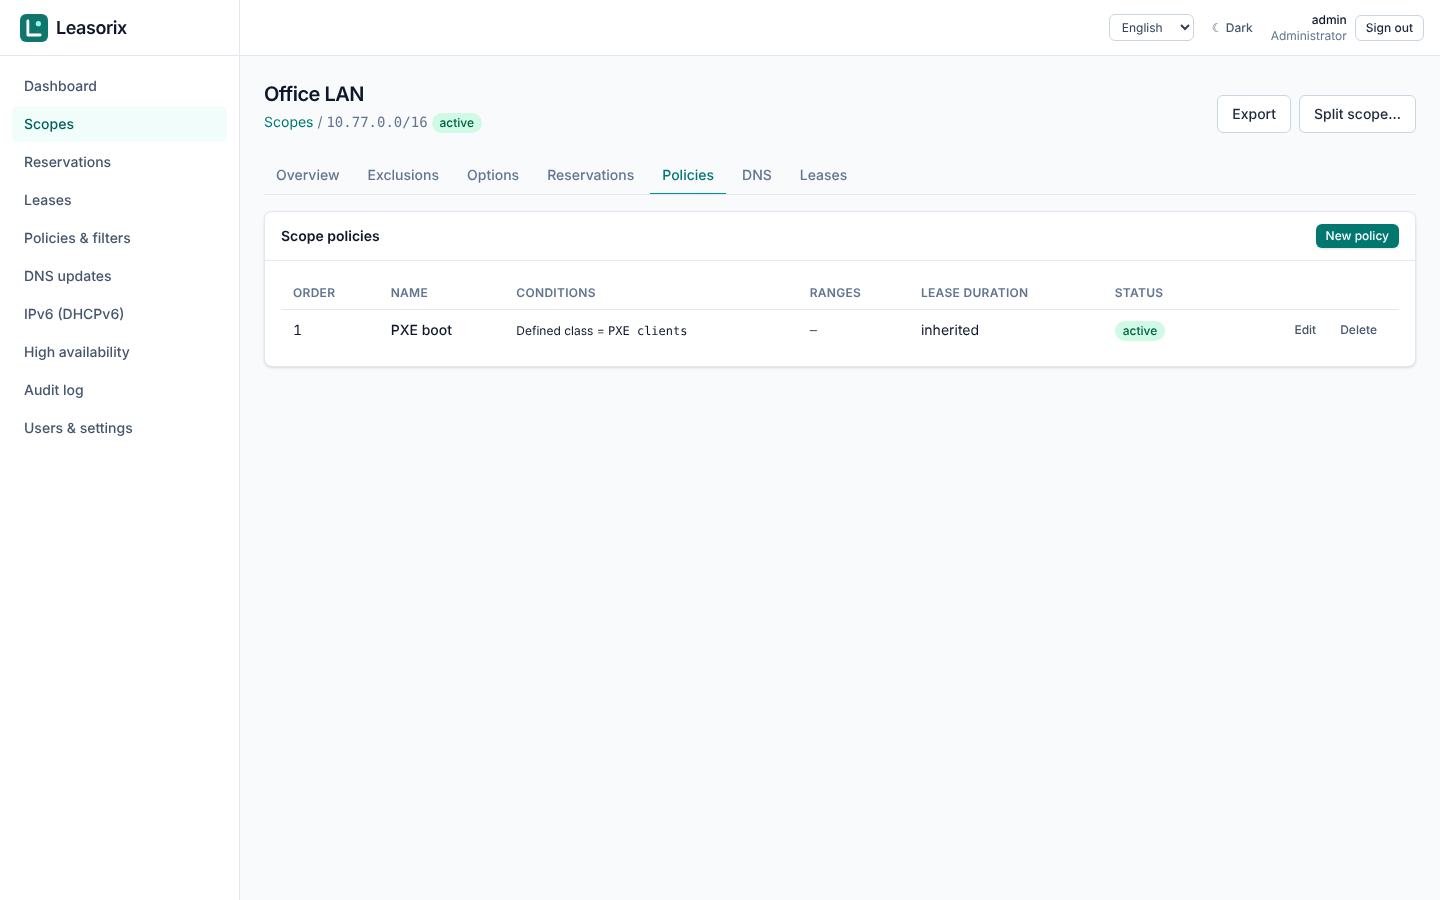 Leasorix
English
☾ Dark
admin
Administrator
Sign out
Dashboard
Scopes
Reservations
Leases
Policies & filters
DNS updates
IPv6 (DHCPv6)
High availability
Audit log
Users & settings
Office LAN
Scopes / 10.77.0.0/16 active
Export
Split scope...
Overview Exclusions Options Reservations Policies DNS Leases
Scope policies
New policy
ORDER NAME CONDITIONS RANGES LEASE DURATION STATUS
1 PXE boot Defined class = PXE clients – inherited active Edit Delete